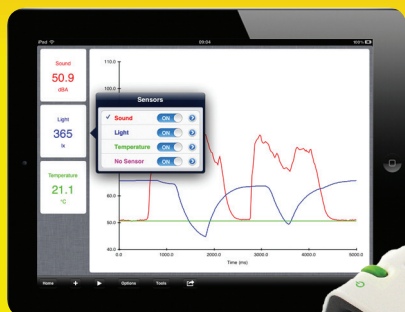 iPad
09:04
100%
Sound
50.9
dBA
Light
365
lx
Temperature
21.1
°C
Sensors
Sound ON
Light ON
Temperature ON
No Sensor ON
110.0
100.0
60.0
50.0
40.0
0.0 1000.0 2000.0 3000.0 4000.0 5000.0
Time (ms)
Home
Options
Tools